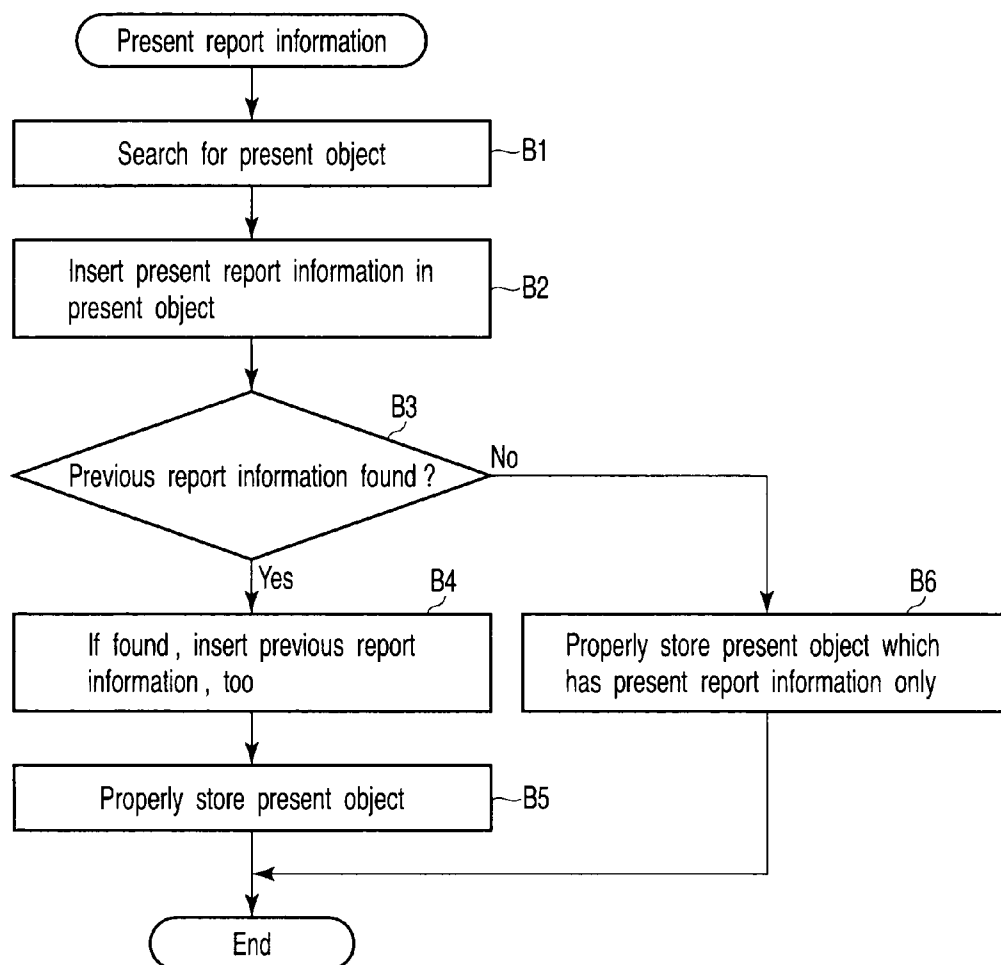 Present report information
Search for present object
B1
Insert present report information in
present object
B2
B3
Previous report information found ?
No
Yes
B4
If found , insert previous report
information , too
B6
Properly store present object which
has present report information only
Properly store present object
B5
End